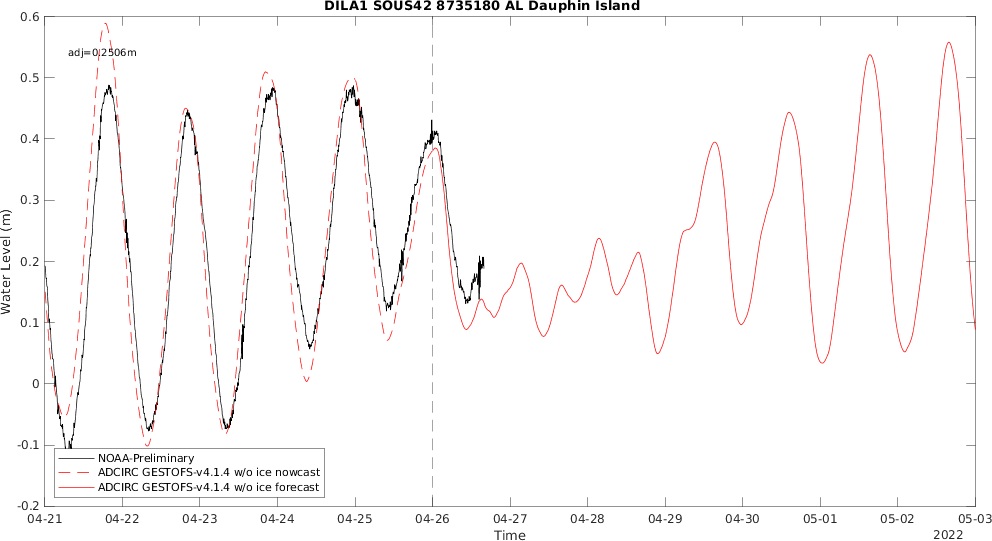 DILA1 SOUS42 8735180 AL Dauphin Island
0.6
0.5
0.4
0.3
0.2
0.1
0
-0.1
-0.2
Water Level (m)
adj=0.2506m
NOAA-Preliminary
ADCIRC GESTOFS-v4.1.4 w/o ice nowcast
ADCIRC GESTOFS-v4.1.4 w/o ice forecast
04-21 04-22 04-23 04-24 04-25 04-26 04-27 04-28 04-29 04-30 05-01 05-02 05-03
Time
2022